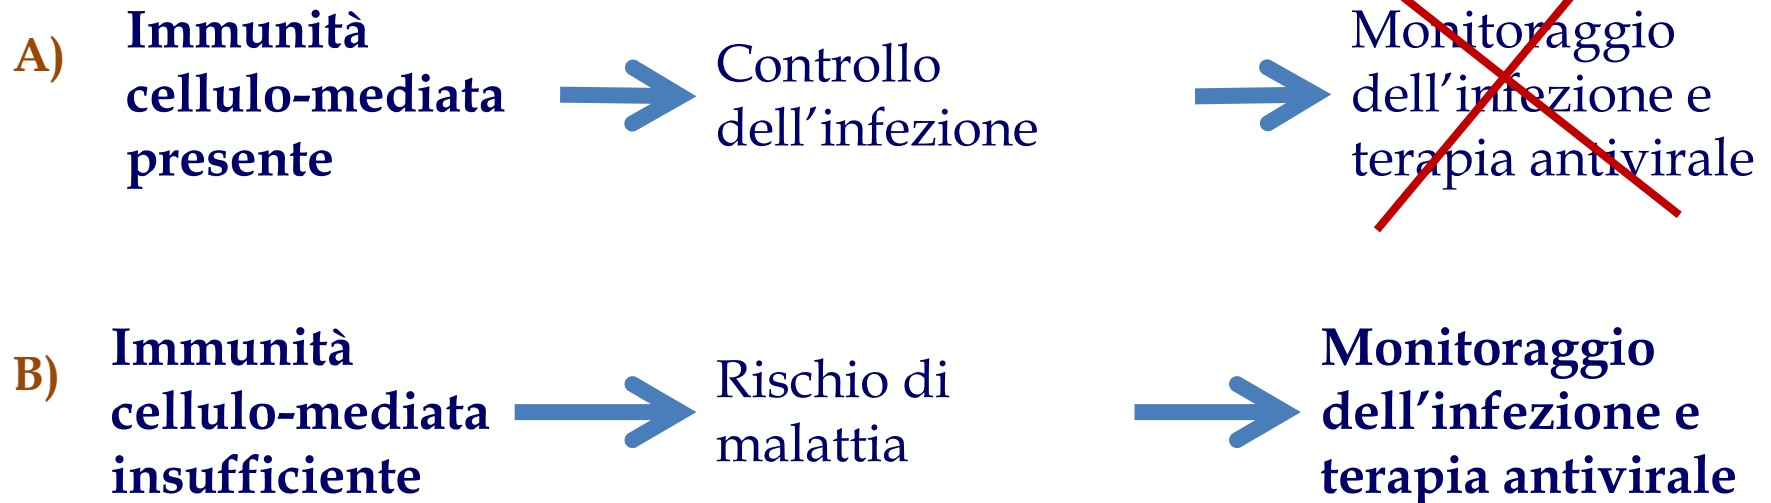 A)
Immunità
cellulo-mediata
presente
Controllo
dell’infezione
Monitoraggio
dell’infezione e
terapia antivirale
B)
Immunità
cellulo-mediata
insufficiente
Rischio di
malattia
Monitoraggio
dell’infezione e
terapia antivirale